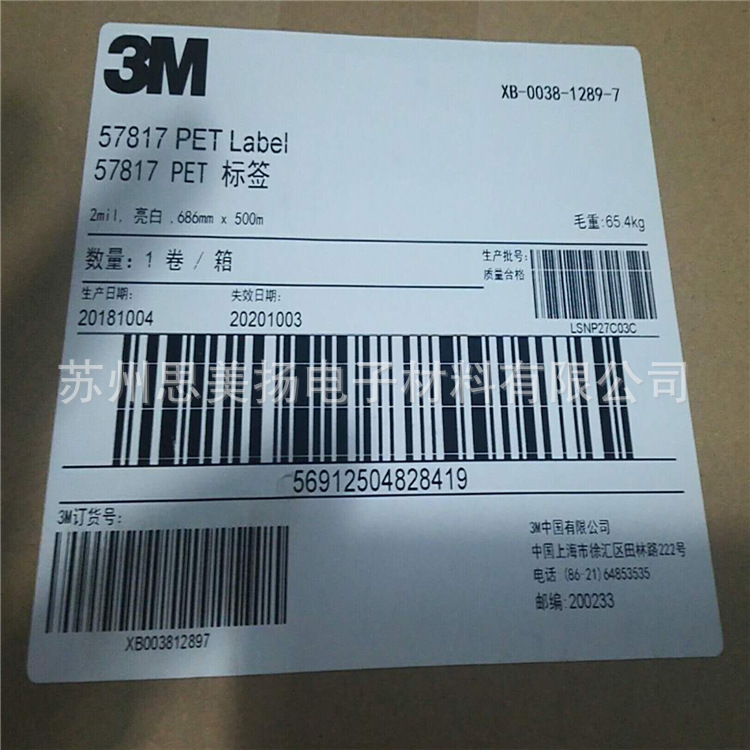 3M
XB-0038-1289-7
57817 PET Label
57817 PET 标签
2mil, 亮白 ,686mm x 500m
毛重:65.4kg
数量: 1 卷 / 箱
生产批号:
质量合格
LSNP27C03C
生产日期: 失效日期:
20181004 20201003
苏州思美扬电子材料有限公司
56912504828419
3M订货号:
XB003812897
3M中国有限公司
中国上海市徐汇区田林路222号
电话 (86-21)64853535
邮编:200233